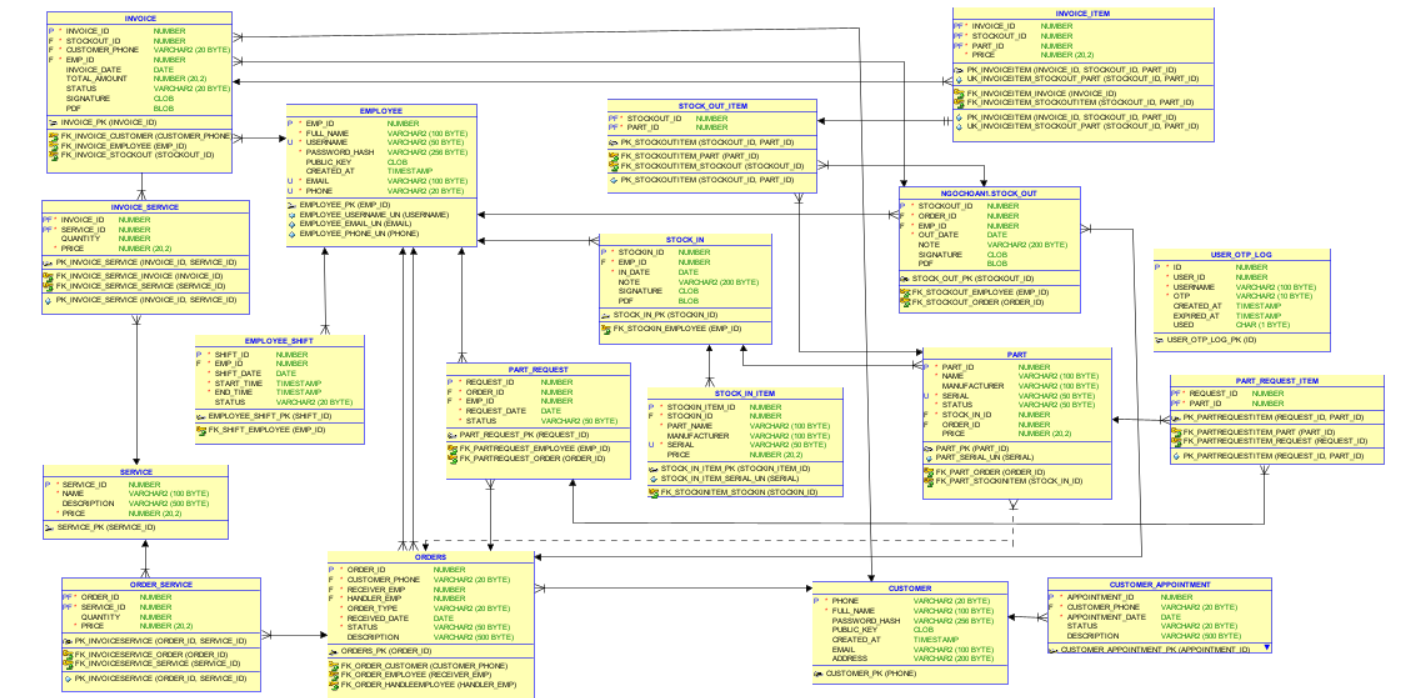 INVOICE
P * INVOICE_ID NUMBER
F * STOCKOUT_ID NUMBER
F * CUSTOMER_PHONE VARCHAR2 (20 BYTE)
F * EMP_ID NUMBER
INVOICE_DATE DATE
TOTAL_AMOUNT NUMBER (20,2)
STATUS VARCHAR2 (20 BYTE)
SIGNATURE CLOB
PDF BLOB
INVOICE_PK (INVOICE_ID)
FK_INVOICE_CUSTOMER (CUSTOMER_PHONE)
FK_INVOICE_EMPLOYEE (EMP_ID)
FK_INVOICE_STOCKOUT (STOCKOUT_ID)
INVOICE_ITEM
PF * INVOICE_ID NUMBER
PF * STOCKOUT_ID NUMBER
PF * PART_ID NUMBER
* PRICE NUMBER (20,2)
PK_INVOICEITEM (INVOICE_ID, STOCKOUT_ID, PART_ID)
UK_INVOICEITEM_STOCKOUT_PART (STOCKOUT_ID, PART_ID)
FK_INVOICEITEM_INVOICE (INVOICE_ID)
FK_INVOICEITEM_STOCKOUTITEM (STOCKOUT_ID, PART_ID)
PK_INVOICEITEM (INVOICE_ID, STOCKOUT_ID, PART_ID)
UK_INVOICEITEM_STOCKOUT_PART (STOCKOUT_ID, PART_ID)
EMPLOYEE
P * EMP_ID NUMBER
* FULL_NAME VARCHAR2 (100 BYTE)
U * USERNAME VARCHAR2 (50 BYTE)
* PASSWORD_HASH VARCHAR2 (256 BYTE)
PUBLIC_KEY CLOB
CREATED_AT TIMESTAMP
U * EMAIL VARCHAR2 (100 BYTE)
U * PHONE VARCHAR2 (20 BYTE)
EMPLOYEE_PK (EMP_ID)
EMPLOYEE_USERNAME_UN (USERNAME)
EMPLOYEE_EMAIL_UN (EMAIL)
EMPLOYEE_PHONE_UN (PHONE)
STOCK_OUT_ITEM
PF * STOCKOUT_ID NUMBER
PF * PART_ID NUMBER
PK_STOCKOUTITEM (STOCKOUT_ID, PART_ID)
FK_STOCKOUTITEM_PART (PART_ID)
FK_STOCKOUTITEM_STOCKOUT (STOCKOUT_ID)
PK_STOCKOUTITEM (STOCKOUT_ID, PART_ID)
NGOCHOAN1.STOCK_OUT
P * STOCKOUT_ID NUMBER
F * ORDER_ID NUMBER
F * EMP_ID NUMBER
* OUT_DATE DATE
NOTE VARCHAR2 (200 BYTE)
SIGNATURE CLOB
PDF BLOB
STOCK_OUT_PK (STOCKOUT_ID)
FK_STOCKOUT_EMPLOYEE (EMP_ID)
FK_STOCKOUT_ORDER (ORDER_ID)
INVOICE_SERVICE
PF * INVOICE_ID NUMBER
PF * SERVICE_ID NUMBER
QUANTITY NUMBER
* PRICE NUMBER (20,2)
PK_INVOICE_SERVICE (INVOICE_ID, SERVICE_ID)
FK_INVOICE_SERVICE_INVOICE (INVOICE_ID)
FK_INVOICE_SERVICE_SERVICE (SERVICE_ID)
PK_INVOICE_SERVICE (INVOICE_ID, SERVICE_ID)
STOCK_IN
P * STOCKIN_ID NUMBER
F * EMP_ID NUMBER
* IN_DATE DATE
NOTE VARCHAR2 (200 BYTE)
SIGNATURE CLOB
PDF BLOB
STOCK_IN_PK (STOCKIN_ID)
FK_STOCKIN_EMPLOYEE (EMP_ID)
USER_OTP_LOG
P * ID NUMBER
* USER_ID NUMBER
* USERNAME VARCHAR2 (100 BYTE)
* OTP VARCHAR2 (10 BYTE)
CREATED_AT TIMESTAMP
EXPIRED_AT TIMESTAMP
USED CHAR (1 BYTE)
USER_OTP_LOG_PK (ID)
EMPLOYEE_SHIFT
P * SHIFT_ID NUMBER
F * EMP_ID NUMBER
* SHIFT_DATE DATE
* START_TIME TIMESTAMP
* END_TIME TIMESTAMP
STATUS VARCHAR2 (20 BYTE)
EMPLOYEE_SHIFT_PK (SHIFT_ID)
FK_SHIFT_EMPLOYEE (EMP_ID)
PART_REQUEST
P * REQUEST_ID NUMBER
F * ORDER_ID NUMBER
F * EMP_ID NUMBER
* REQUEST_DATE DATE
* STATUS VARCHAR2 (50 BYTE)
PART_REQUEST_PK (REQUEST_ID)
FK_PARTREQUEST_EMPLOYEE (EMP_ID)
FK_PARTREQUEST_ORDER (ORDER_ID)
STOCK_IN_ITEM
P * STOCKIN_ITEM_ID NUMBER
F * STOCKIN_ID NUMBER
* PART_NAME VARCHAR2 (100 BYTE)
MANUFACTURER VARCHAR2 (100 BYTE)
U * SERIAL VARCHAR2 (50 BYTE)
PRICE NUMBER (20,2)
STOCK_IN_ITEM_PK (STOCKIN_ITEM_ID)
STOCK_IN_ITEM_SERIAL_UN (SERIAL)
FK_STOCKINITEM_STOCKIN (STOCKIN_ID)
PART
P * PART_ID NUMBER
* NAME VARCHAR2 (100 BYTE)
MANUFACTURER VARCHAR2 (100 BYTE)
U * SERIAL VARCHAR2 (50 BYTE)
* STATUS VARCHAR2 (50 BYTE)
F * STOCK_IN_ID NUMBER
F ORDER_ID NUMBER
PRICE NUMBER (20,2)
PART_PK (PART_ID)
PART_SERIAL_UN (SERIAL)
FK_PART_ORDER (ORDER_ID)
FK_PART_STOCKINITEM (STOCK_IN_ID)
PART_REQUEST_ITEM
PF * REQUEST_ID NUMBER
PF * PART_ID NUMBER
PK_PARTREQUESTITEM (REQUEST_ID, PART_ID)
FK_PARTREQUESTITEM_PART (PART_ID)
FK_PARTREQUESTITEM_REQUEST (REQUEST_ID)
PK_PARTREQUESTITEM (REQUEST_ID, PART_ID)
SERVICE
P * SERVICE_ID NUMBER
* NAME VARCHAR2 (100 BYTE)
DESCRIPTION VARCHAR2 (500 BYTE)
* PRICE NUMBER (20,2)
SERVICE_PK (SERVICE_ID)
ORDER_SERVICE
PF * ORDER_ID NUMBER
PF * SERVICE_ID NUMBER
QUANTITY NUMBER
* PRICE NUMBER (20,2)
PK_INVOICESERVICE (ORDER_ID, SERVICE_ID)
FK_INVOICESERVICE_ORDER (ORDER_ID)
FK_INVOICESERVICE_SERVICE (SERVICE_ID)
PK_INVOICESERVICE (ORDER_ID, SERVICE_ID)
ORDERS
P * ORDER_ID NUMBER
F * CUSTOMER_PHONE VARCHAR2 (20 BYTE)
F * RECEIVER_EMP NUMBER
F * HANDLER_EMP NUMBER
* ORDER_TYPE VARCHAR2 (20 BYTE)
* RECEIVED_DATE DATE
* STATUS VARCHAR2 (50 BYTE)
DESCRIPTION VARCHAR2 (500 BYTE)
ORDERS_PK (ORDER_ID)
FK_ORDER_CUSTOMER (CUSTOMER_PHONE)
FK_ORDER_EMPLOYEE (RECEIVER_EMP)
FK_ORDER_HANDLEEMPLOYEE (HANDLER_EMP)
CUSTOMER
P * PHONE VARCHAR2 (20 BYTE)
* FULL_NAME VARCHAR2 (100 BYTE)
PASSWORD_HASH VARCHAR2 (256 BYTE)
PUBLIC_KEY CLOB
CREATED_AT TIMESTAMP
EMAIL VARCHAR2 (100 BYTE)
ADDRESS VARCHAR2 (200 BYTE)
CUSTOMER_PK (PHONE)
CUSTOMER_APPOINTMENT
P * APPOINTMENT_ID NUMBER
F * CUSTOMER_PHONE VARCHAR2 (20 BYTE)
* APPOINTMENT_DATE DATE
STATUS VARCHAR2 (20 BYTE)
DESCRIPTION VARCHAR2 (500 BYTE)
CUSTOMER_APPOINTMENT_PK (APPOINTMENT_ID)